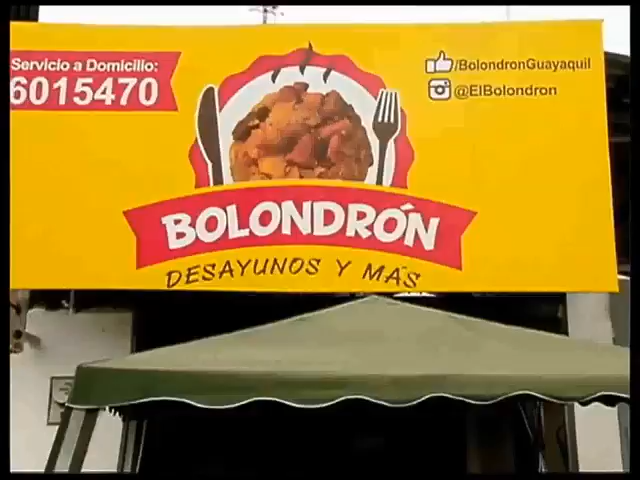 Servicio a Domicilio:
6015470
/BolondronGuayaquil
@ElBolondron
BOLONDRÓN
DESAYUNOS Y MÁS